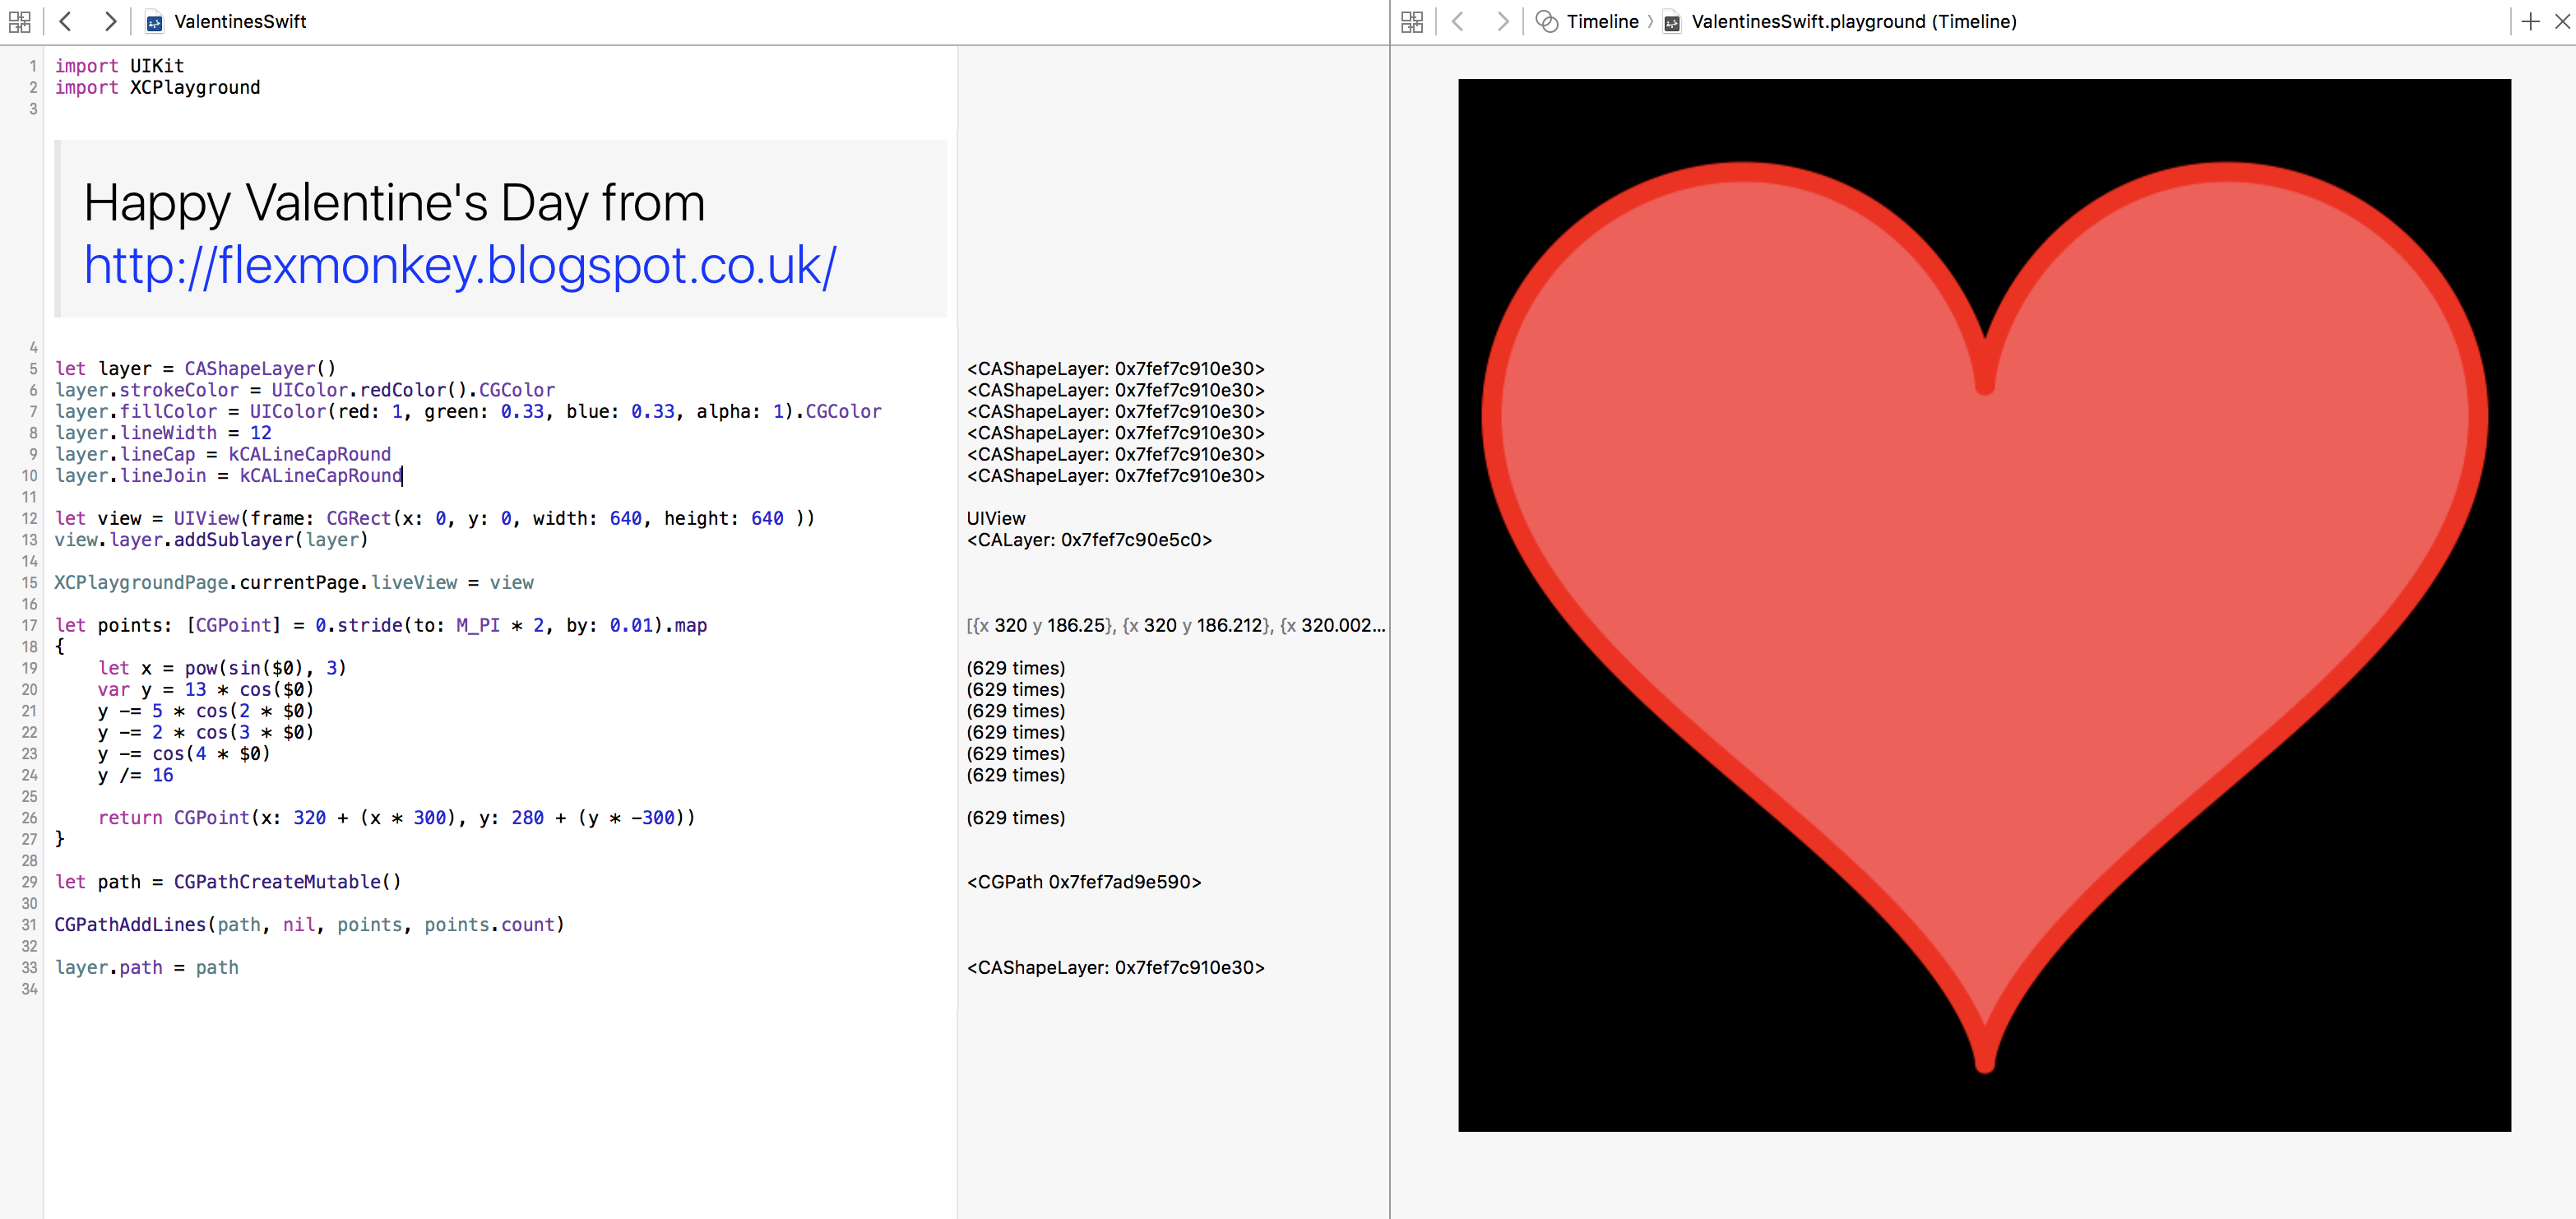 ValentinesSwift
Timeline 〉 ValentinesSwift.playground (Timeline)
1 import UIKit
2 import XCPlayground
3
Happy Valentine's Day from
http://flexmonkey.blogspot.co.uk/
4
5 let layer = CAShapeLayer() <CAShapeLayer: 0x7fef7c910e30>
6 layer.strokeColor = UIColor.redColor().CGColor <CAShapeLayer: 0x7fef7c910e30>
7 layer.fillColor = UIColor(red: 1, green: 0.33, blue: 0.33, alpha: 1).CGColor <CAShapeLayer: 0x7fef7c910e30>
8 layer.lineWidth = 12 <CAShapeLayer: 0x7fef7c910e30>
9 layer.lineCap = kCALineCapRound <CAShapeLayer: 0x7fef7c910e30>
10 layer.lineJoin = kCALineCapRound <CAShapeLayer: 0x7fef7c910e30>
11
12 let view = UIView(frame: CGRect(x: 0, y: 0, width: 640, height: 640 )) UIView
13 view.layer.addSublayer(layer) <CALayer: 0x7fef7c90e5c0>
14
15 XCPlaygroundPage.currentPage.liveView = view
16
17 let points: [CGPoint] = 0.stride(to: M_PI * 2, by: 0.01).map [{x 320 y 186.25}, {x 320 y 186.212}, {x 320.002...
18 {
19 let x = pow(sin($0), 3) (629 times)
20 var y = 13 * cos($0) (629 times)
21 y -= 5 * cos(2 * $0) (629 times)
22 y -= 2 * cos(3 * $0) (629 times)
23 y -= cos(4 * $0) (629 times)
24 y /= 16 (629 times)
25
26 return CGPoint(x: 320 + (x * 300), y: 280 + (y * -300)) (629 times)
27 }
28
29 let path = CGPathCreateMutable() <CGPath 0x7fef7ad9e590>
30
31 CGPathAddLines(path, nil, points, points.count)
32
33 layer.path = path <CAShapeLayer: 0x7fef7c910e30>
34